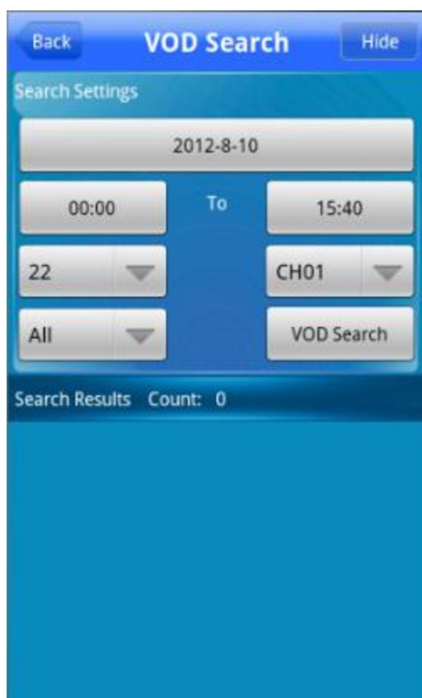 Back VOD Search Hide
Search Settings
2012-8-10
00:00 To 15:40
22 CH01
All VOD Search
Search Results Count: 0